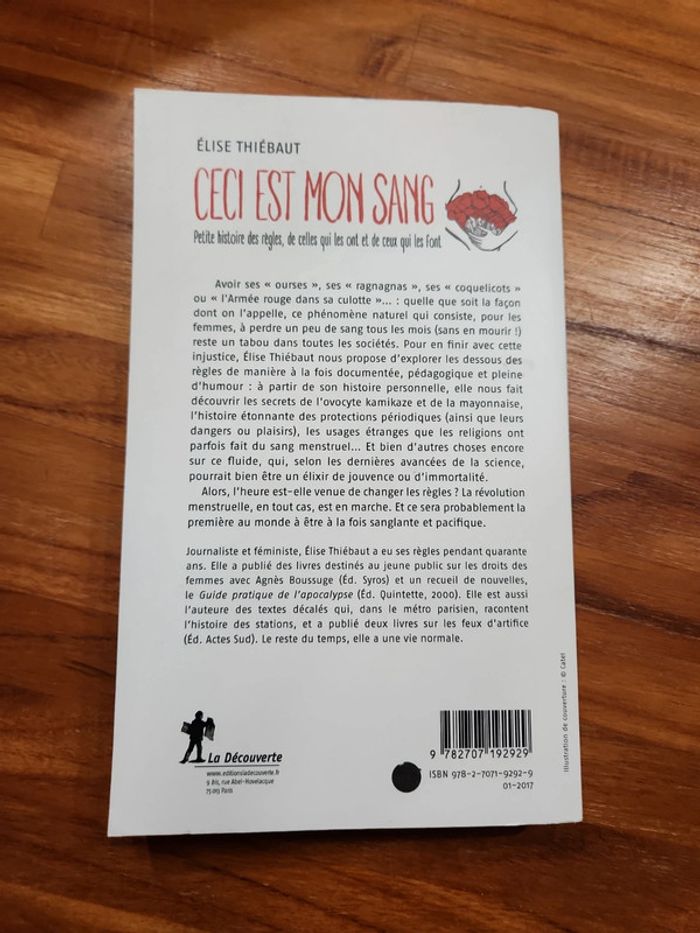 ÉLISE THIÉBAUT
CECI EST MON SANG
Petite histoire des règles, de celles qui les ont et de ceux qui les font
Avoir ses « ourses », ses « ragnagnas », ses « coquelicots »
ou « l'Armée rouge dans sa culotte »... : quelle que soit la façon
dont on l'appelle, ce phénomène naturel qui consiste, pour les
femmes, à perdre un peu de sang tous les mois (sans en mourir !)
reste un tabou dans toutes les sociétés. Pour en finir avec cette
injustice, Élise Thiébaut nous propose d'explorer les dessous des
règles de manière à la fois documentée, pédagogique et pleine
d'humour : à partir de son histoire personnelle, elle nous fait
découvrir les secrets de l'ovocyte kamikaze et de la mayonnaise,
l'histoire étonnante des protections périodiques (ainsi que leurs
dangers ou plaisirs), les usages étranges que les religions ont
parfois fait du sang menstruel... Et bien d'autres choses encore
sur ce fluide, qui, selon les dernières avancées de la science,
pourrait bien être un élixir de jouvence ou d'immortalité.
Alors, l'heure est-elle venue de changer les règles ? La révolution
menstruelle, en tout cas, est en marche. Et ce sera probablement la
première au monde à être à la fois sanglante et pacifique.
Journaliste et féministe, Élise Thiébaut a eu ses règles pendant quarante
ans. Elle a publié des livres destinés au jeune public sur les droits des
femmes avec Agnès Boussuge (Éd. Syros) et un recueil de nouvelles,
le Guide pratique de l'apocalypse (Éd. Quintette, 2000). Elle est aussi
l'auteure des textes décalés qui, dans le métro parisien, racontent
l'histoire des stations, et a publié deux livres sur les feux d'artifice
(Éd. Actes Sud). Le reste du temps, elle a une vie normale.
Illustration de couverture : © Catel
La Découverte
www.editionsladecouverte.fr
9 bis, rue Abel-Hovelacque
75013 Paris
9 782707 192929
ISBN 978-2-7071-9292-9
01-2017